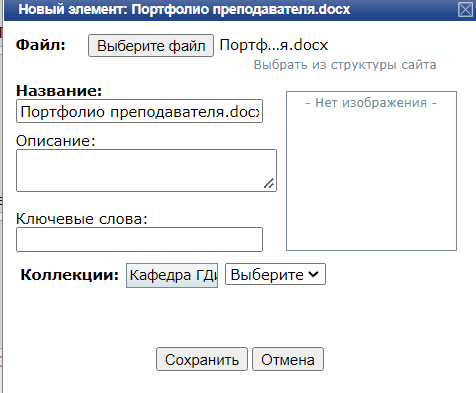 Новый элемент: Портфолио преподавателя.docx
Файл: Выберите файл Портф...я.docx
Выбрать из структуры сайта
Название:
Портфолио преподавателя.docx
- Нет изображения -
Описание:
Ключевые слова:
Коллекции: Кафедра ГДи Выберите
Сохранить Отмена